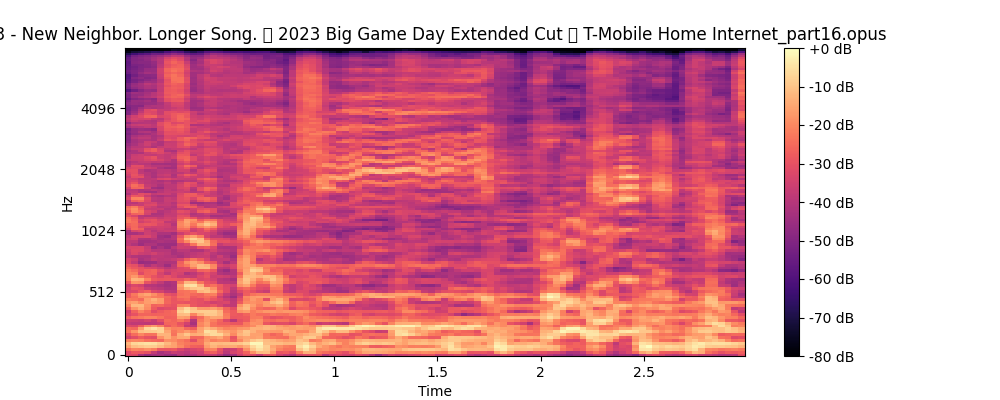 3 - New Neighbor. Longer Song. 2023 Big Game Day Extended Cut T-Mobile Home Internet_part16.opus
+0 dB
-10 dB
-20 dB
-30 dB
-40 dB
-50 dB
-60 dB
-70 dB
-80 dB
4096
2048
1024
512
0
Hz
0
0.5
1
1.5
2
2.5
Time